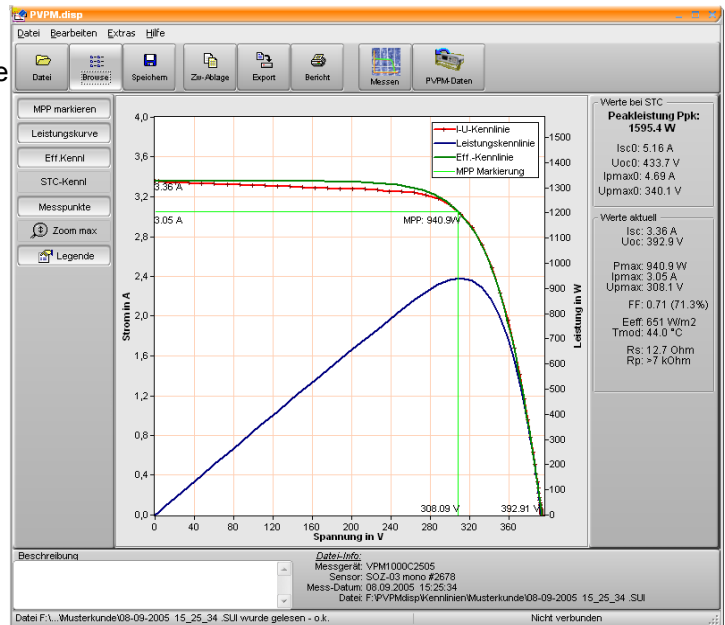 PVPM.disp
Datei Bearbeiten Extras Hilfe
e
Datei Browse Speichern Zw-Ablage Export Bericht Messen PVPM-Daten
MPP markieren
Leistungskurve
Eff.Kennl
STC-Kennl
Messpunkte
Zoom max
Legende
I-U-Kennlinie
Leistungskennlinie
Eff.-Kennlinie
MPP Markierung
4,0
3,6
3,2
2,8
2,4
2,0
1,6
1,2
0,8
0,4
0,0
Strom in A
3.36 A
3.05 A
MPP: 940.9W
308.09 V
392.91 V
0 40 80 120 160 200 240 280 320 360
Spannung in V
1500
1400
1300
1200
1100
1000
900
800
700
600
500
400
300
200
100
0
Leistung in W
Werte bei STC
Peakleistung Ppk:
1595.4 W
Isc0: 5.16 A
Uoc0: 433.7 V
Ipmax0: 4.69 A
Upmax0: 340.1 V
Werte aktuell
Isc: 3.36 A
Uoc: 392.9 V
Pmax: 940.9 W
Ipmax: 3.05 A
Upmax: 308.1 V
FF: 0.71 (71.3%)
Eeff: 651 W/m2
Tmod: 44.0 °C
Rs: 12.7 Ohm
Rp: >7 kOhm
Beschreibung
Datei-Info:
Messgerät: VPM1000C2505
Sensor: SOZ-03 mono #2678
Mess-Datum: 08.09.2005 15:25:34
Datei: F:\PVPMdisp\Kennlinien\Musterkunde\08-09-2005 15_25_34 .SUI
Datei F:\...\Musterkunde\08-09-2005 15_25_34 .SUI wurde gelesen - o.k.
Nicht verbunden